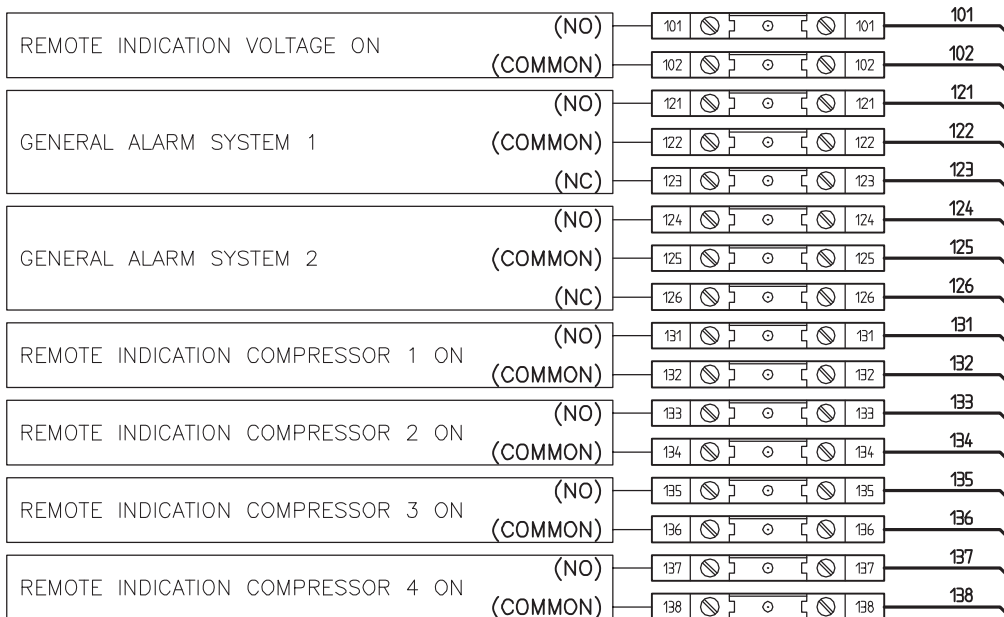 REMOTE INDICATION VOLTAGE ON
(NO) 101 101 101
(COMMON) 102 102 102
GENERAL ALARM SYSTEM 1
(NO) 121 121 121
(COMMON) 122 122 122
(NC) 123 123 123
GENERAL ALARM SYSTEM 2
(NO) 124 124 124
(COMMON) 125 125 125
(NC) 126 126 126
REMOTE INDICATION COMPRESSOR 1 ON
(NO) 131 131 131
(COMMON) 132 132 132
REMOTE INDICATION COMPRESSOR 2 ON
(NO) 133 133 133
(COMMON) 134 134 134
REMOTE INDICATION COMPRESSOR 3 ON
(NO) 135 135 135
(COMMON) 136 136 136
REMOTE INDICATION COMPRESSOR 4 ON
(NO) 137 137 137
(COMMON) 138 138 138